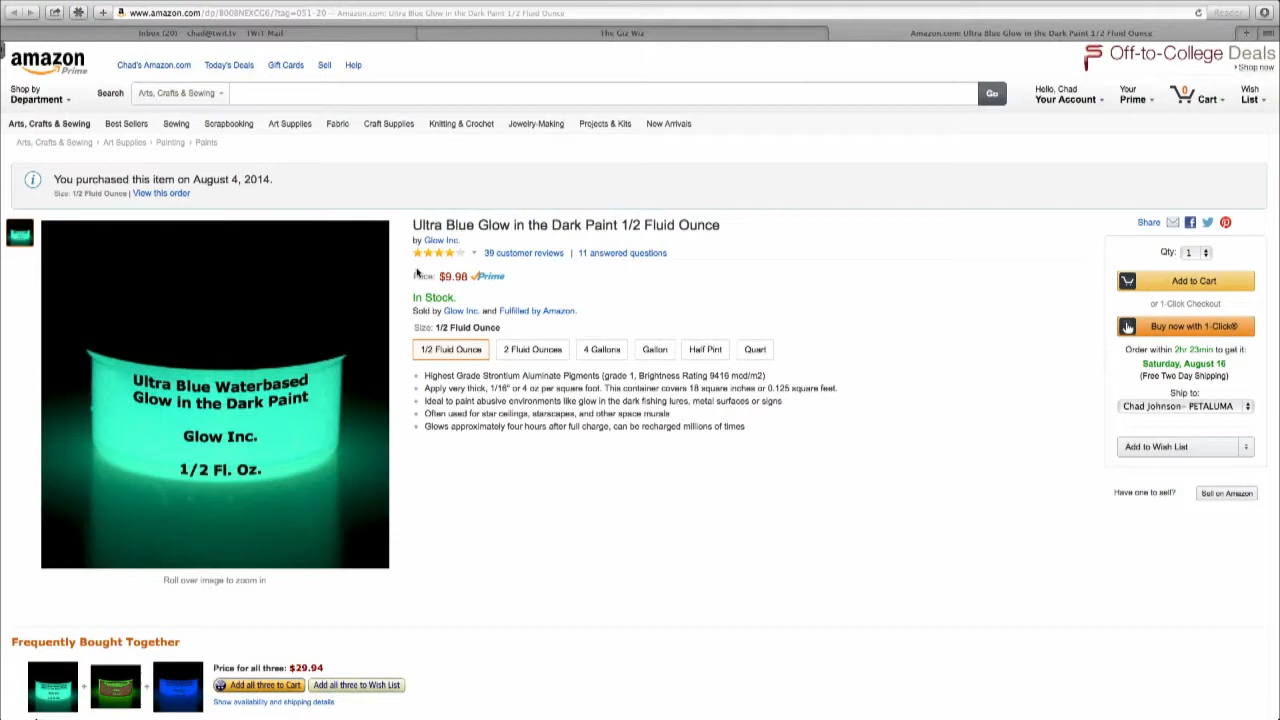 www.amazon.com/dp/B008NEXCG6/?tag=051-20 – Amazon.com: Ultra Blue Glow in the Dark Paint 1/2 Fluid Ounce
Reader
Inbox (20) chad@twit.tv TWiT Mail
The Giz Wiz
Amazon.com: Ultra Blue Glow in the Dark Paint 1/2 Fluid Ounce
amazon Prime
Chad's Amazon.com
Today's Deals
Gift Cards
Sell
Help
Off-to-College Deals
› Shop now
Shop by
Department
Search
Arts, Crafts & Sewing
Go
Hello, Chad
Your Account
Your
Prime
0
Cart
Wish
List
Arts, Crafts & Sewing
Best Sellers
Sewing
Scrapbooking
Art Supplies
Fabric
Craft Supplies
Knitting & Crochet
Jewelry-Making
Projects & Kits
New Arrivals
Arts, Crafts & Sewing › Art Supplies › Painting › Paints
You purchased this item on August 4, 2014.
Size: 1/2 Fluid Ounce | View this order
Ultra Blue Waterbased
Glow in the Dark Paint
Glow Inc.
1/2 Fl. Oz.
Roll over image to zoom in
Ultra Blue Glow in the Dark Paint 1/2 Fluid Ounce
by Glow Inc.
39 customer reviews | 11 answered questions
Price: $9.98 Prime
In Stock.
Sold by Glow Inc. and Fulfilled by Amazon.
Size: 1/2 Fluid Ounce
1/2 Fluid Ounce
2 Fluid Ounces
4 Gallons
Gallon
Half Pint
Quart
Highest Grade Strontium Aluminate Pigments (grade 1, Brightness Rating 9416 mcd/m2)
Apply very thick, 1/16" or 4 oz per square foot. This container covers 18 square inches or 0.125 square feet.
Ideal to paint abusive environments like glow in the dark fishing lures, metal surfaces or signs
Often used for star ceilings, starscapes, and other space murals
Glows approximately four hours after full charge, can be recharged millions of times
Share
Qty: 1
Add to Cart
or 1-Click Checkout
Buy now with 1-Click®
Order within 2hr 23min to get it:
Saturday, August 16
(Free Two Day Shipping)
Ship to:
Chad Johnson- PETALUMA
Add to Wish List
Have one to sell?
Sell on Amazon
Frequently Bought Together
Price for all three: $29.94
Add all three to Cart
Add all three to Wish List
Show availability and shipping details